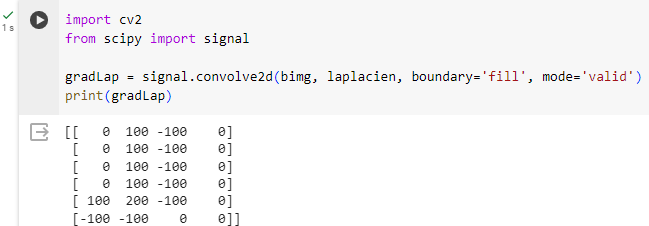 import cv2
1 s
from scipy import signal
gradLap = signal.convolve2d(bimg, laplacien, boundary='fill', mode='valid')
print(gradLap)
[[   0  100 -100    0]
 [   0  100 -100    0]
 [   0  100 -100    0]
 [   0  100 -100    0]
 [ 100  200 -100    0]
 [-100 -100    0    0]]